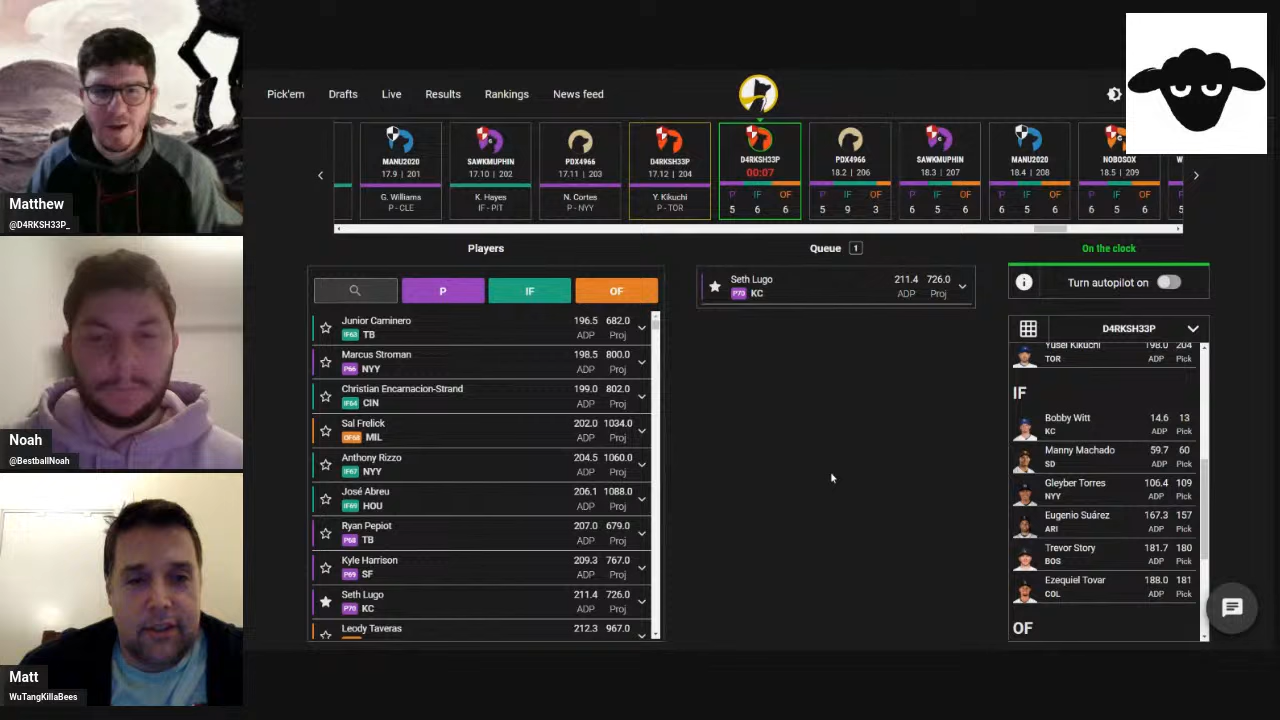 Pick'em Drafts Live Results Rankings News feed
MANU2020
17.9 | 201
G. Williams
P - CLE
SAWKMUPHIN
17.10 | 202
K. Hayes
IF - PIT
PDX4966
17.11 | 203
N. Cortes
P - NYY
D4RKSH33P
17.12 | 204
Y. Kikuchi
P - TOR
D4RKSH33P
00:07
P IF OF
5 6 6
PDX4966
18.2 | 206
P IF OF
5 9 3
SAWKMUPHIN
18.3 | 207
P IF OF
6 5 6
MANU2020
18.4 | 208
P IF OF
6 5 6
NOBOSOX
18.5 | 209
P IF OF
6 5 6
Matthew
@D4RKSH33P_
Noah
@BestballNoah
Matt
WuTangKillaBees
Players
P IF OF
Junior Caminero 196.5 682.0
IF63 TB ADP Proj
Marcus Stroman 198.5 800.0
P66 NYY ADP Proj
Christian Encarnacion-Strand 199.0 802.0
IF64 CIN ADP Proj
Sal Frelick 202.0 1034.0
MIL ADP Proj
Anthony Rizzo 204.5 1060.0
IF67 NYY ADP Proj
José Abreu 206.1 1088.0
IF69 HOU ADP Proj
Ryan Pepiot 207.0 679.0
P68 TB ADP Proj
Kyle Harrison 209.3 767.0
P69 SF ADP Proj
Seth Lugo 211.4 726.0
P70 KC ADP Proj
Leody Taveras 212.3 967.0
Queue 1
Seth Lugo 211.4 726.0
P70 KC ADP Proj
On the clock
Turn autopilot on
D4RKSH33P
Yusei Kikuchi 198.0 204
TOR ADP Pick
IF
Bobby Witt 14.6 13
KC ADP Pick
Manny Machado 59.7 60
SD ADP Pick
Gleyber Torres 106.4 109
NYY ADP Pick
Eugenio Suárez 167.3 157
ARI ADP Pick
Trevor Story 181.7 180
BOS ADP Pick
Ezequiel Tovar 188.0 181
COL ADP Pick
OF